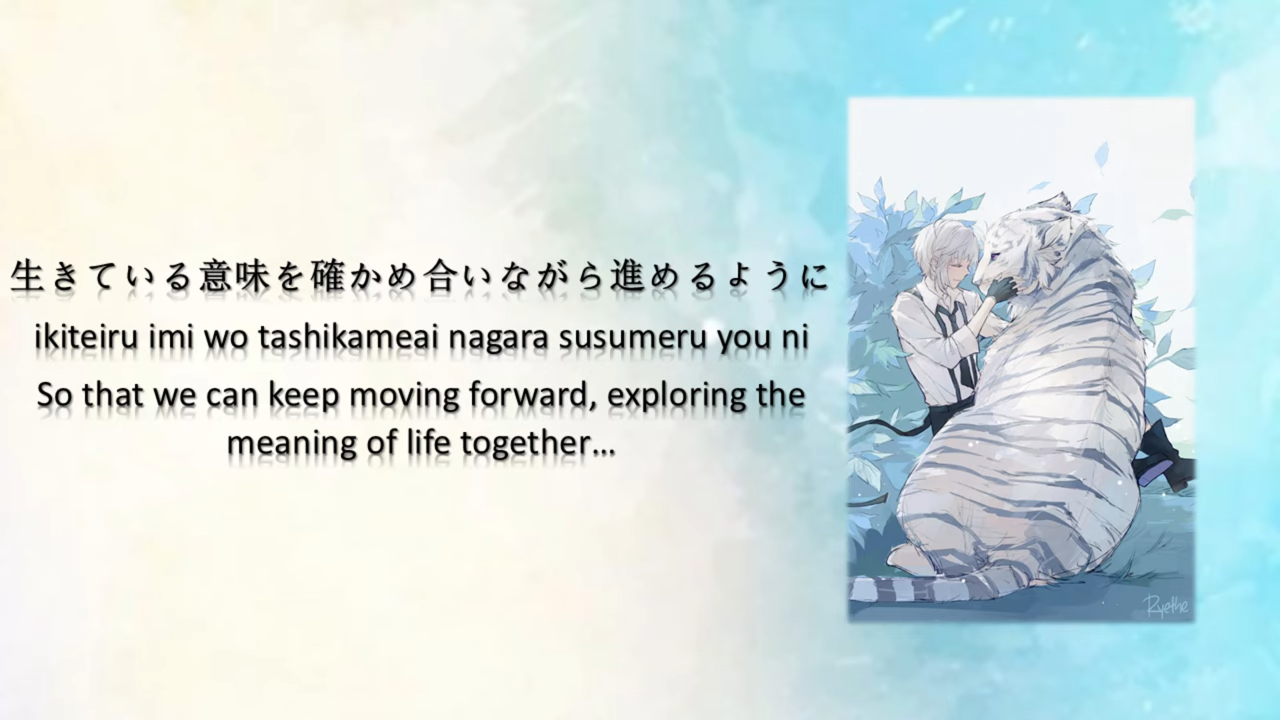 生きている意味を確かめ合いながら進めるように
ikiteiru imi wo tashikameai nagara susumeru you ni
So that we can keep moving forward, exploring the
meaning of life together...
Ryethe